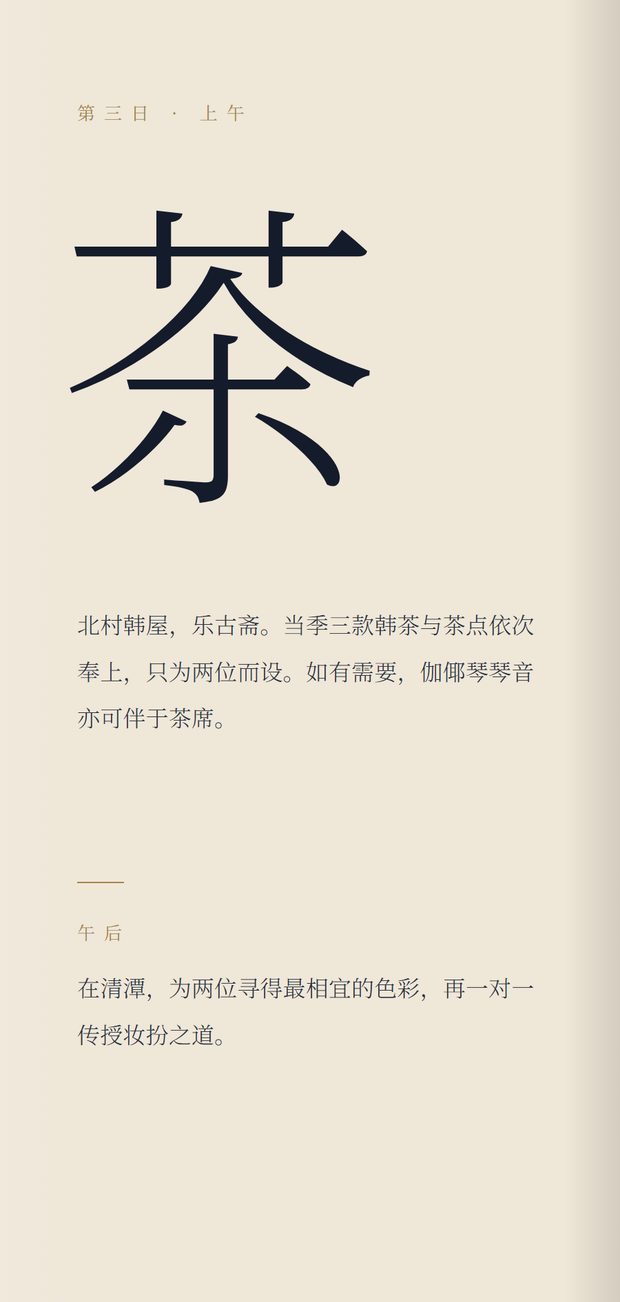 第三日 · 上午
茶
北村韩屋，乐古斋。当季三款韩茶与茶点依次
奉上，只为两位而设。如有需要，伽倻琴琴音
亦可伴于茶席。
午后
在清潭，为两位寻得最相宜的色彩，再一对一
传授妆扮之道。